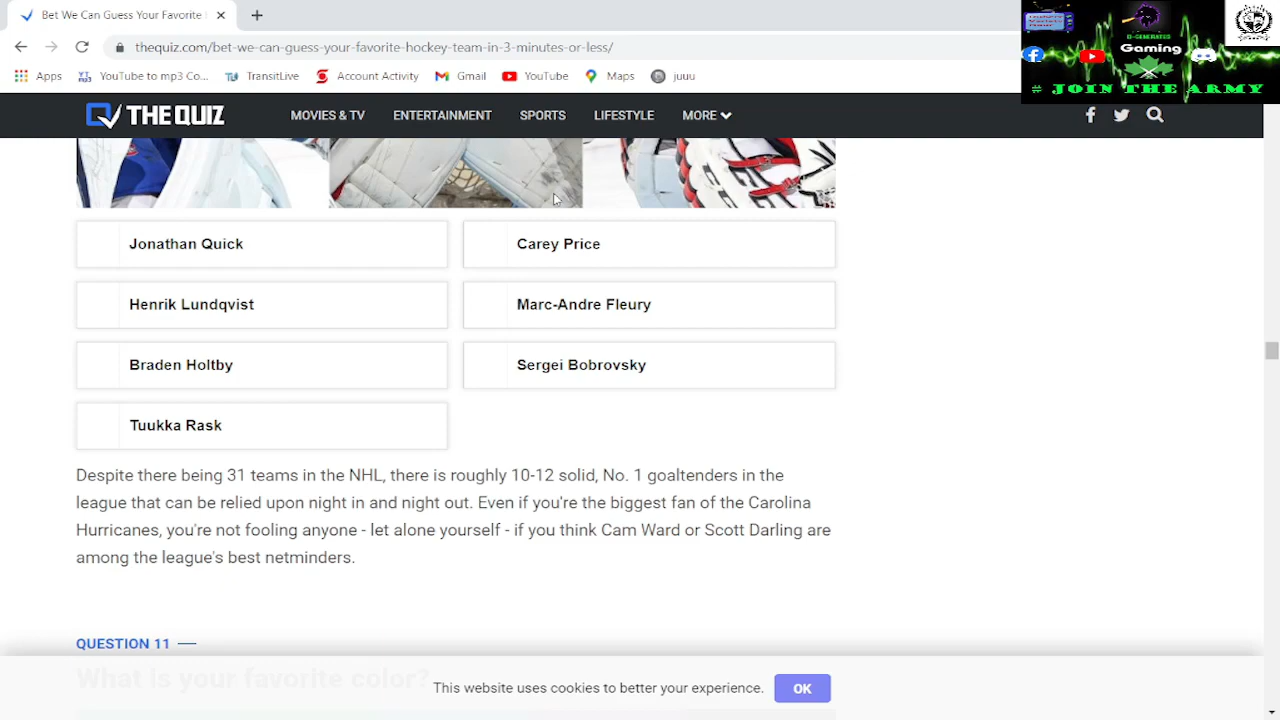 Bet We Can Guess Your Favorite
thequiz.com/bet-we-can-guess-your-favorite-hockey-team-in-3-minutes-or-less/
Apps YouTube to mp3 Co... TransitLive Account Activity Gmail YouTube Maps juuu
Gaming
# JOIN THE ARMY
THE QUIZ MOVIES & TV ENTERTAINMENT SPORTS LIFESTYLE MORE
Jonathan Quick
Carey Price
Henrik Lundqvist
Marc-Andre Fleury
Braden Holtby
Sergei Bobrovsky
Tuukka Rask
Despite there being 31 teams in the NHL, there is roughly 10-12 solid, No. 1 goaltenders in the
league that can be relied upon night in and night out. Even if you're the biggest fan of the Carolina
Hurricanes, you're not fooling anyone - let alone yourself - if you think Cam Ward or Scott Darling are
among the league's best netminders.
QUESTION 11
What is your favorite color?
This website uses cookies to better your experience. OK